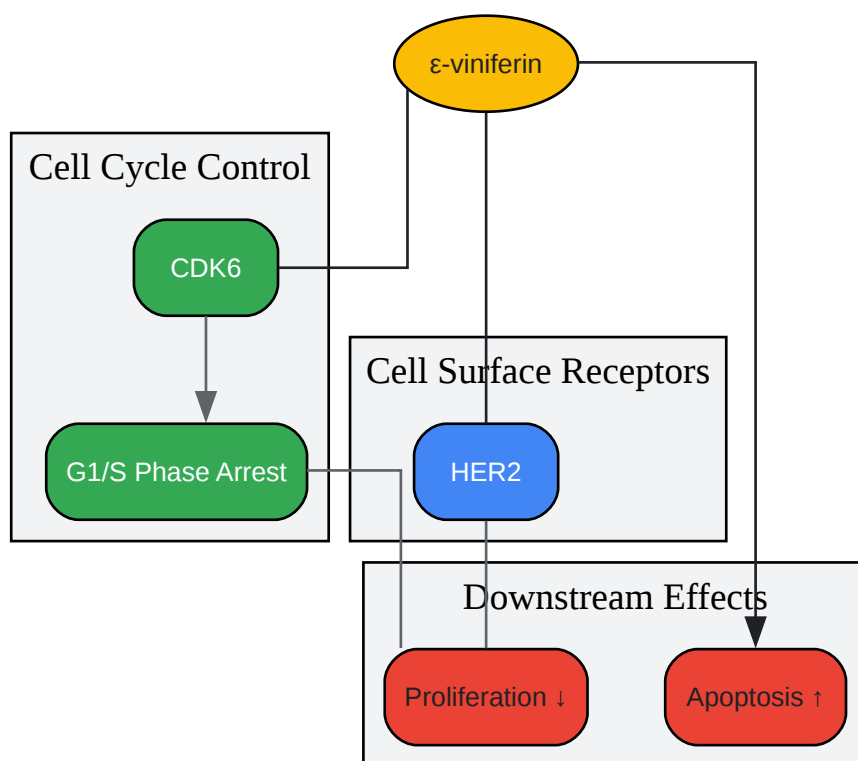 ε-viniferin
Cell Cycle Control
CDK6
Cell Surface Receptors
G1/S Phase Arrest
HER2
Downstream Effects
Proliferation ↓
Apoptosis ↑